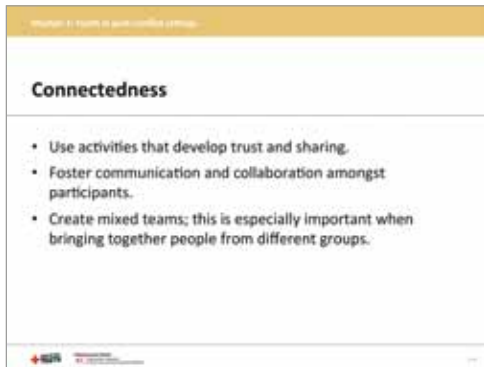 Connectedness
• Use activities that develop trust and sharing.
• Foster communication and collaboration amongst
participants.
• Create mixed teams; this is especially important when
bringing together people from different groups.